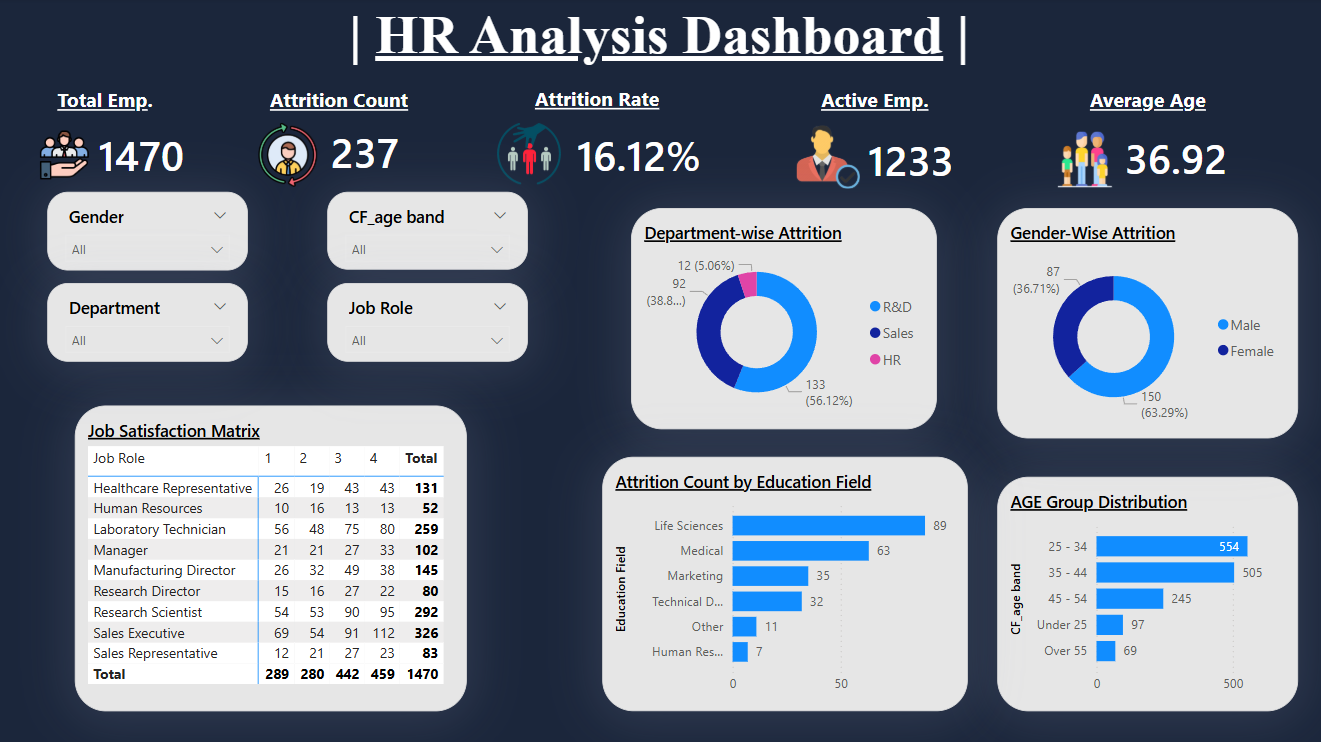 | HR Analysis Dashboard |
Total Emp.
1470
Attrition Count
237
Attrition Rate
16.12%
Active Emp.
1233
Average Age
36.92
Gender
All
CF_age band
All
Department
All
Job Role
All
Department-wise Attrition
12 (5.06%)
92
(38.8...)
133
(56.12%)
R&D
Sales
HR
Gender-Wise Attrition
87
(36.71%)
150
(63.29%)
Male
Female
Job Satisfaction Matrix
Job Role 1 2 3 4 Total
Healthcare Representative 26 19 43 43 131
Human Resources 10 16 13 13 52
Laboratory Technician 56 48 75 80 259
Manager 21 21 27 33 102
Manufacturing Director 26 32 49 38 145
Research Director 15 16 27 22 80
Research Scientist 54 53 90 95 292
Sales Executive 69 54 91 112 326
Sales Representative 12 21 27 23 83
Total 289 280 442 459 1470
Attrition Count by Education Field
Education Field
Life Sciences 89
Medical 63
Marketing 35
Technical D... 32
Other 11
Human Res... 7
0 50
AGE Group Distribution
CF_age band
25 - 34 554
35 - 44 505
45 - 54 245
Under 25 97
Over 55 69
0 500